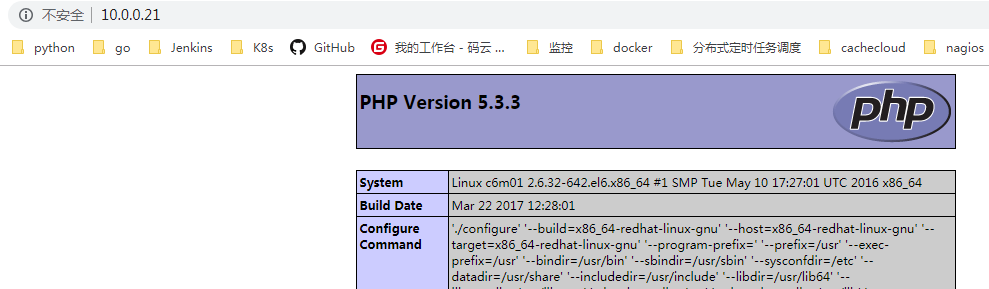 不安全 | 10.0.0.21
python go Jenkins K8s GitHub 我的工作台 - 码云 ... 监控 docker 分布式定时任务调度 cachecloud nagios
PHP Version 5.3.3
php
System Linux c6m01 2.6.32-642.el6.x86_64 #1 SMP Tue May 10 17:27:01 UTC 2016 x86_64
Build Date Mar 22 2017 12:28:01
Configure './configure' '--build=x86_64-redhat-linux-gnu' '--host=x86_64-redhat-linux-gnu' '--
Command target=x86_64-redhat-linux-gnu' '--program-prefix=' '--prefix=/usr' '--exec-
prefix=/usr' '--bindir=/usr/bin' '--sbindir=/usr/sbin' '--sysconfdir=/etc' '--
datadir=/usr/share' '--includedir=/usr/include' '--libdir=/usr/lib64' '--